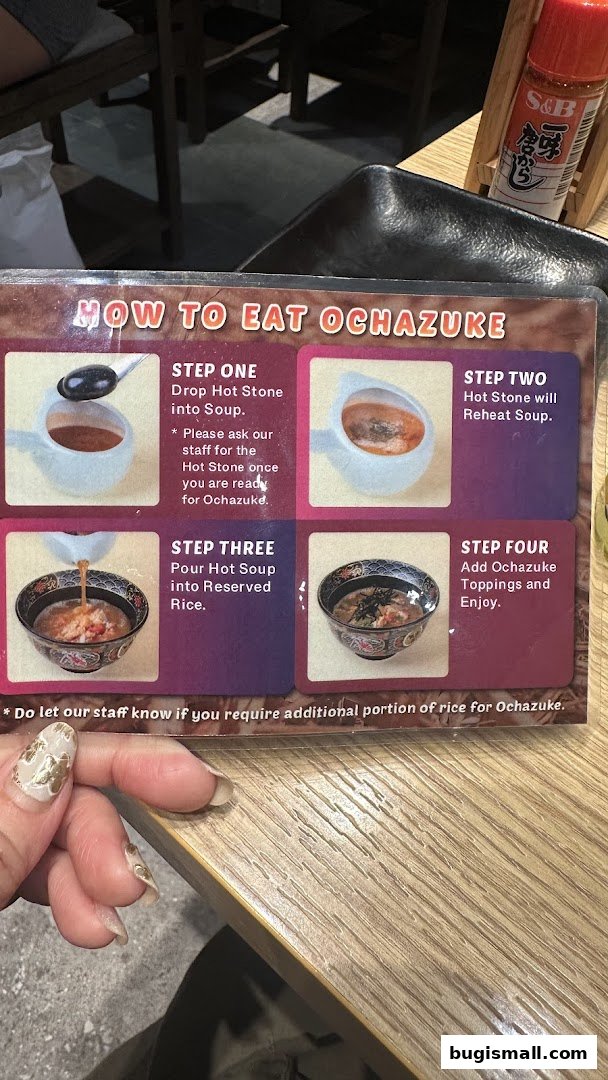 S&B
一味
唐からし
HOW TO EAT OCHAZUKE
STEP ONE
Drop Hot Stone
into Soup.
* Please ask our
staff for the
Hot Stone once
you are ready
for Ochazuke.
STEP TWO
Hot Stone will
Reheat Soup.
STEP THREE
Pour Hot Soup
into Reserved
Rice.
STEP FOUR
Add Ochazuke
Toppings and
Enjoy.
* Do let our staff know if you require additional portion of rice for Ochazuke.
bugismall.com